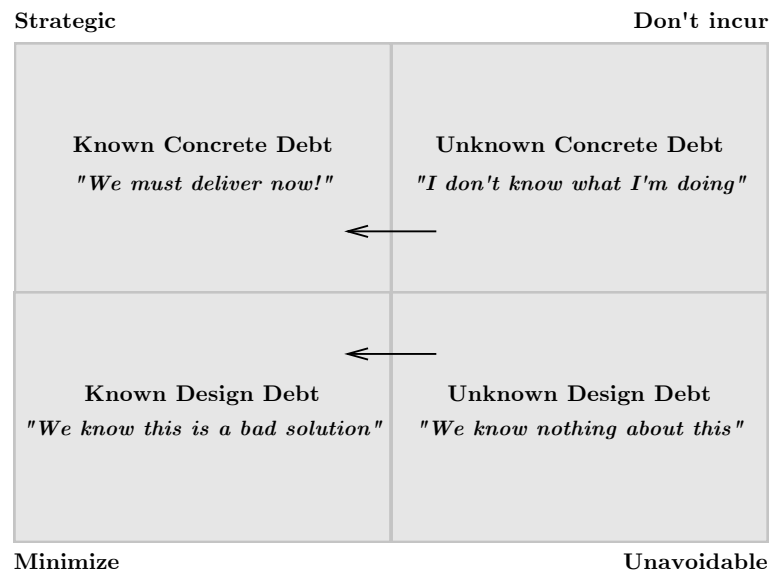 Strategic
Don't incur
Known Concrete Debt
"We must deliver now!"
Unknown Concrete Debt
"I don't know what I'm doing"
Known Design Debt
"We know this is a bad solution"
Unknown Design Debt
"We know nothing about this"
Minimize
Unavoidable